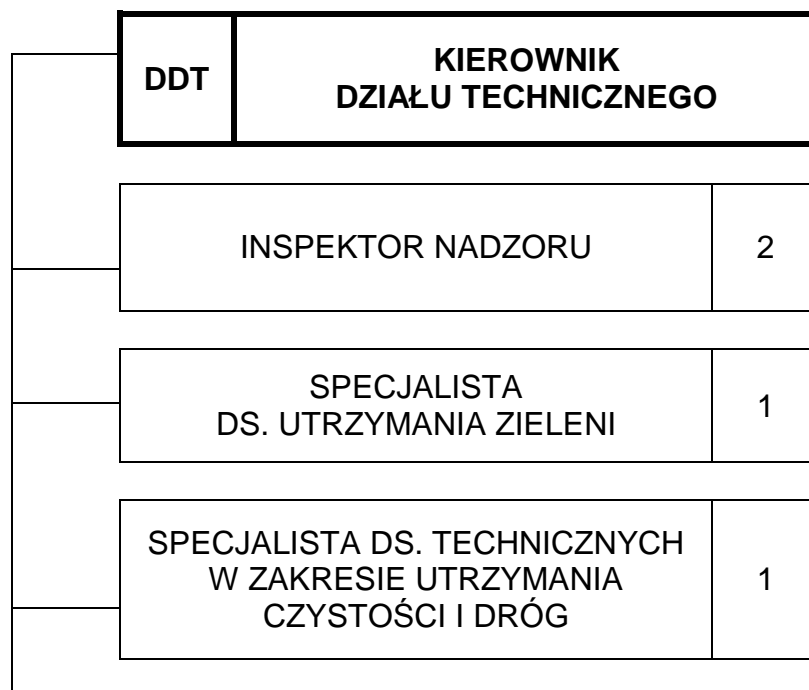 DDT
KIEROWNIK
DZIAŁU TECHNICZNEGO
INSPEKTOR NADZORU
2
SPECJALISTA
DS. UTRZYMANIA ZIELENI
1
SPECJALISTA DS. TECHNICZNYCH
W ZAKRESIE UTRZYMANIA
CZYSTOŚCI I DRÓG
1